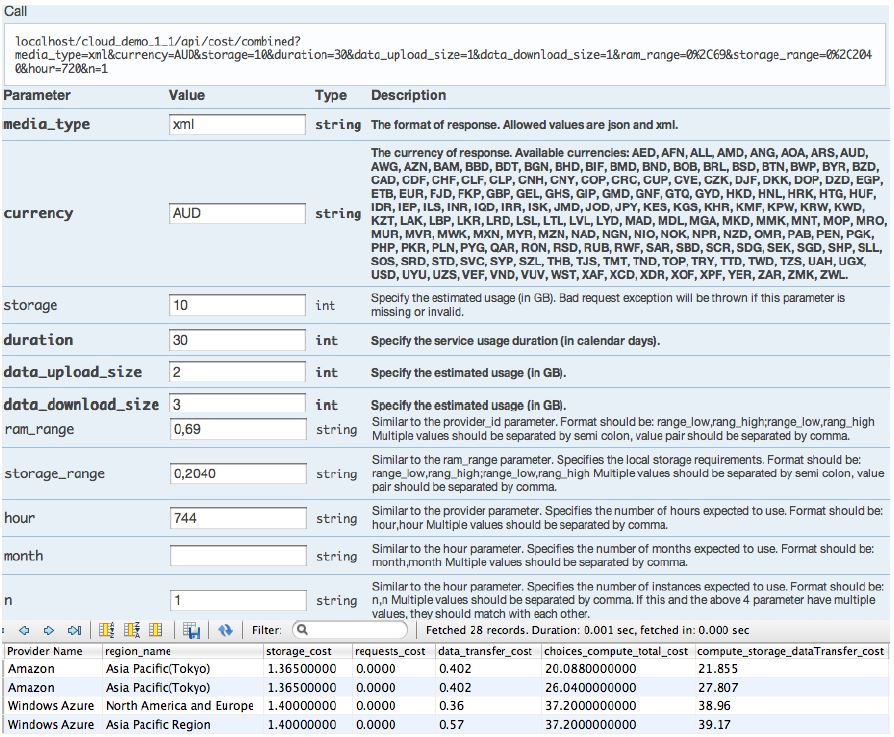 Call
localhost/cloud_demo_1_1/api/cost/combined?
media_type=xml&currency=AUD&storage=10&duration=30&data_upload_size=1&data_download_size=1&ram_range=0%2C69&storage_range=0%2C204
0&hour=720&n=1
Parameter Value Type Description
media_type xml string The format of response. Allowed values are json and xml.
The currency of response. Available currencies: AED, AFN, ALL, AMD, ANG, AOA, ARS, AUD,
AWG, AZN, BAM, BBD, BDT, BGN, BHD, BIF, BMD, BND, BOB, BRL, BSD, BTN, BWP, BYR, BZD,
CAD, CDF, CHF, CLF, CLP, CNH, CNY, COP, CRC, CUP, CVE, CZK, DJF, DKK, DOP, DZD, EGP,
ETB, EUR, FJD, FKP, GBP, GEL, GHS, GIP, GMD, GNF, GTQ, GYD, HKD, HNL, HRK, HTG, HUF,
currency AUD string IDR, IEP, ILS, INR, IQD, IRR, ISK, JMD, JOD, JPY, KES, KGS, KHR, KMF, KPW, KRW, KWD,
KZT, LAK, LBP, LKR, LRD, LSL, LTL, LVL, LYD, MAD, MDL, MGA, MKD, MMK, MNT, MOP, MRO,
MUR, MVR, MWK, MXN, MYR, MZN, NAD, NGN, NIO, NOK, NPR, NZD, OMR, PAB, PEN, PGK,
PHP, PKR, PLN, PYG, QAR, RON, RSD, RUB, RWF, SAR, SBD, SCR, SDG, SEK, SGD, SHP, SLL,
SOS, SRD, STD, SVC, SYP, SZL, THB, TJS, TMT, TND, TOP, TRY, TTD, TWD, TZS, UAH, UGX,
USD, UYU, UZS, VEF, VND, VUV, WST, XAF, XCD, XDR, XOF, XPF, YER, ZAR, ZMK, ZWL.
storage 10 int Specify the estimated usage (in GB). Bad request exception will be thrown if this parameter is
missing or invalid.
duration 30 int Specify the service usage duration (in calendar days).
data_upload_size 2 int Specify the estimated usage (in GB).
data_download_size 3 int Specify the estimated usage (in GB).
ram_range 0,69 string Similar to the provider_id parameter. Format should be: range_low,rang_high;range_low,rang_high
Multiple values should be separated by semi colon, value pair should be separated by comma.
Similar to the ram_range parameter. Specifies the local storage requirements. Format should be:
storage_range 0,2040 string range_low,rang_high;range_low,rang_high Multiple values should be separated by semi colon, value
pair should be separated by comma.
hour 744 string Similar to the provider parameter. Specifies the number of hours expected to use. Format should be:
hour,hour Multiple values should be separated by comma.
month string Similar to the hour parameter. Specifies the number of months expected to use. Format should be:
month,month Multiple values should be separated by comma.
Similar to the hour parameter. Specifies the number of instances expected to use. Format should be:
n 1 string n,n Multiple values should be separated by comma. If this and the above 4 parameter have multiple
values, they should match with each other.
Filter: Fetched 28 records. Duration: 0.001 sec, fetched in: 0.000 sec
Provider Name region_name storage_cost requests_cost data_transfer_cost choices_compute_total_cost compute_storage_dataTransfer_cost
Amazon Asia Pacific(Tokyo) 1.36500000 0.0000 0.402 20.0880000000 21.855
Amazon Asia Pacific(Tokyo) 1.36500000 0.0000 0.402 26.0400000000 27.807
Windows Azure North America and Europe 1.40000000 0.0000 0.36 37.2000000000 38.96
Windows Azure Asia Pacific Region 1.40000000 0.0000 0.57 37.2000000000 39.17